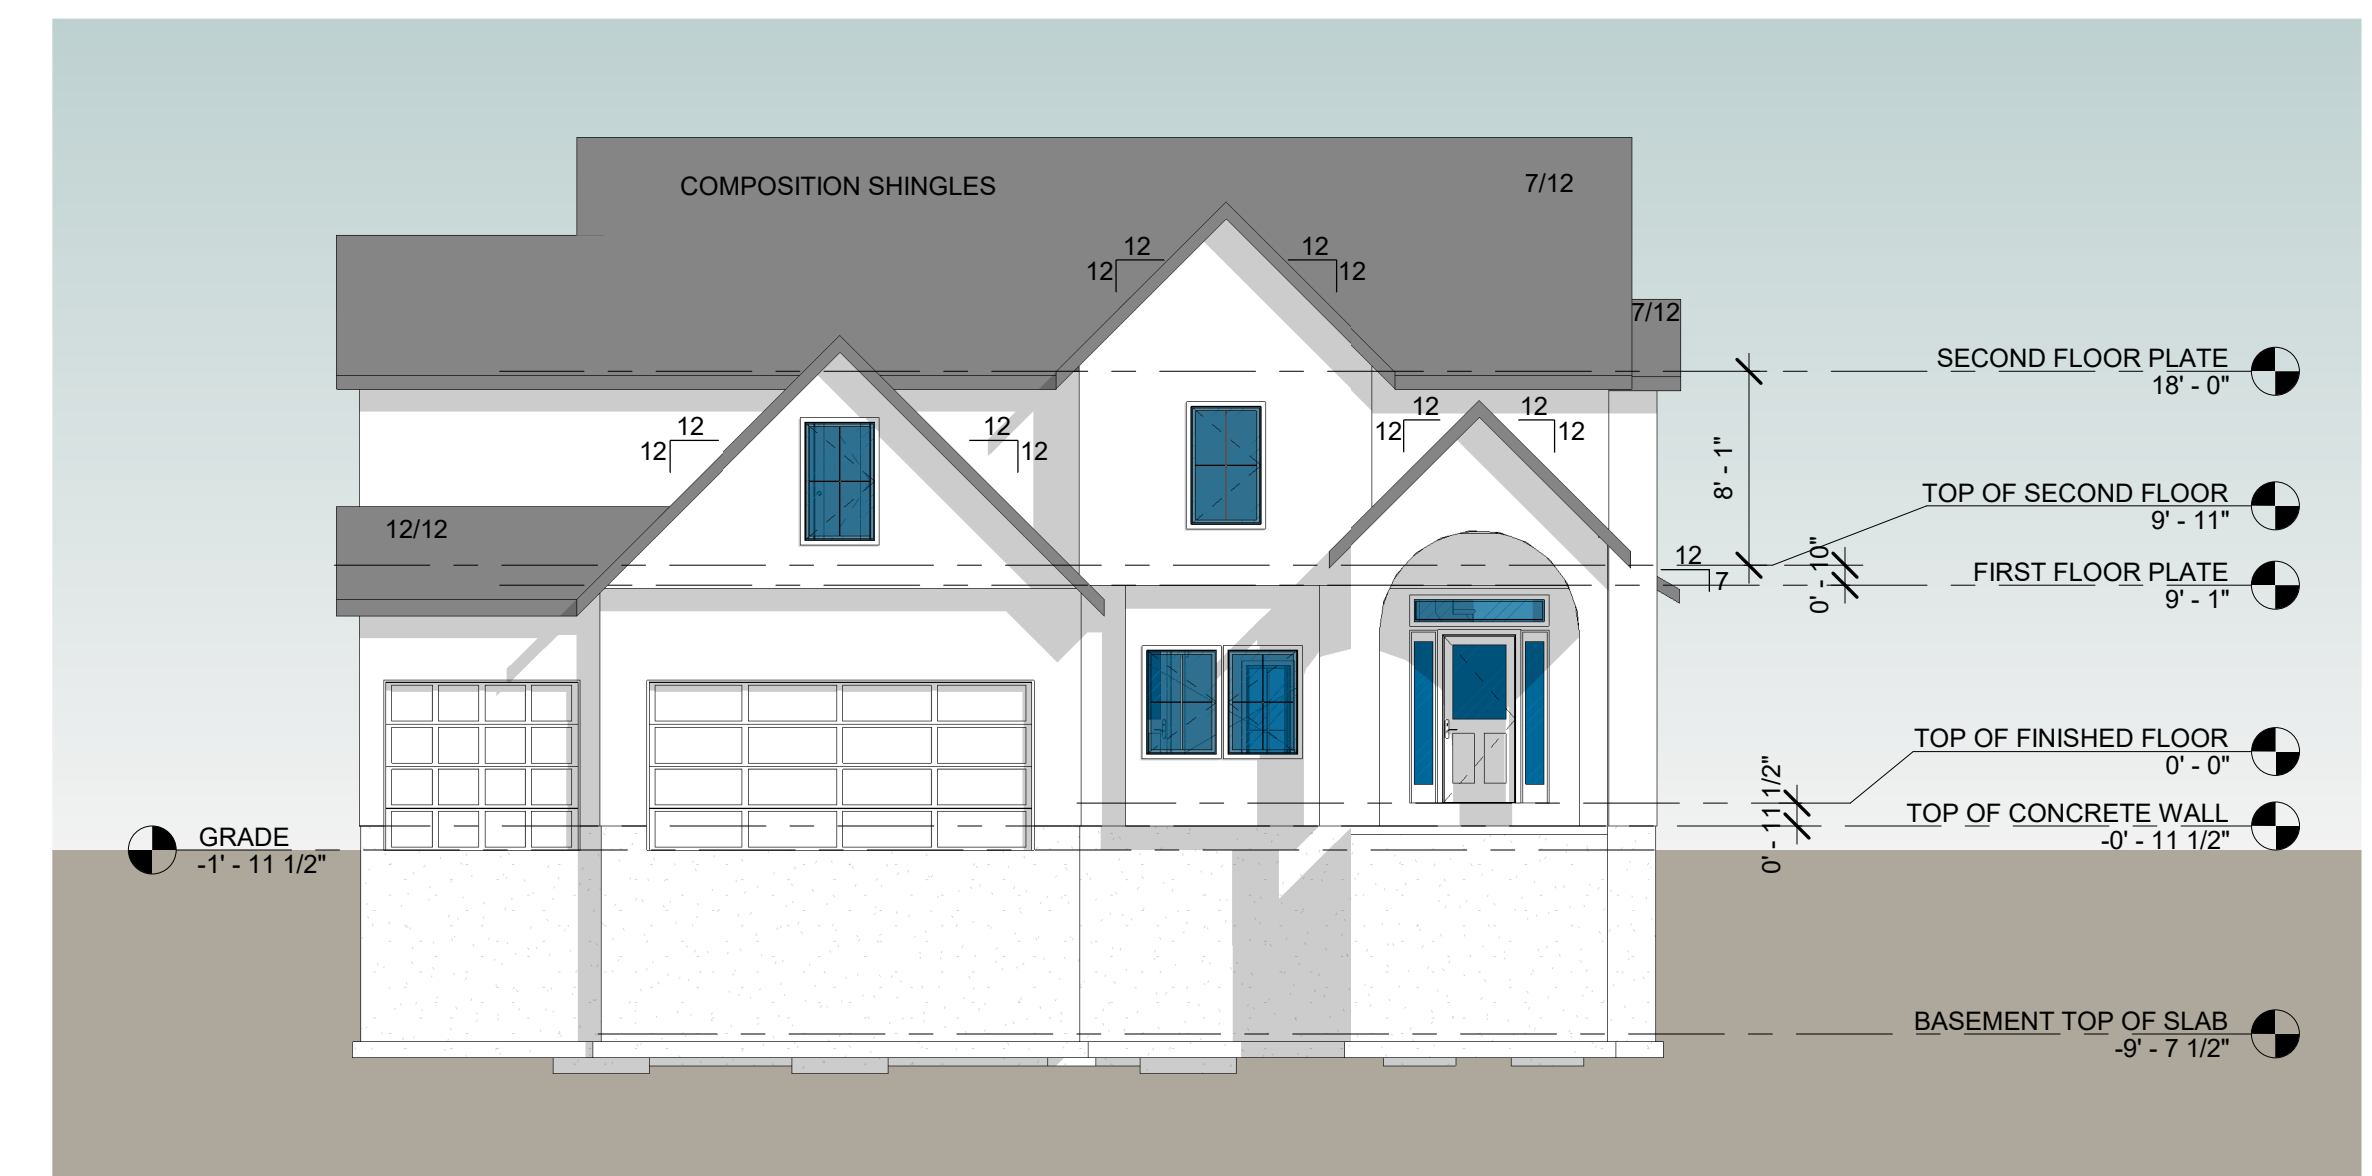 COMPOSITION SHINGLES
7/12
12
12
12
12
7/12
SECOND FLOOR PLATE
18' - 0"
12
12
12
12
12
12
12
12
8' - 1"
TOP OF SECOND FLOOR
9' - 11"
12/12
12
7
0' - 10"
FIRST FLOOR PLATE
9' - 1"
TOP OF FINISHED FLOOR
0' - 0"
0' - 11 1/2"
TOP OF CONCRETE WALL
-0' - 11 1/2"
GRADE
-1' - 11 1/2"
BASEMENT TOP OF SLAB
-9' - 7 1/2"